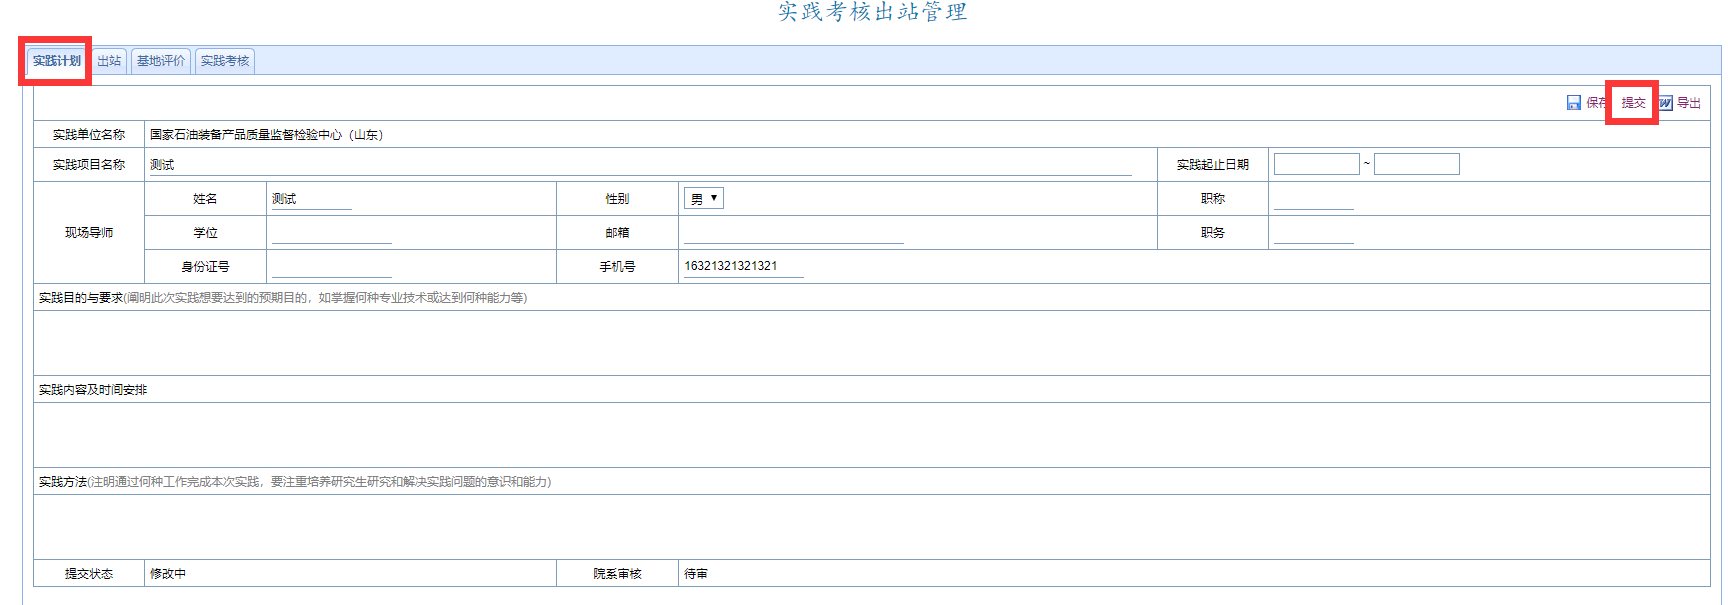 实践考核出站管理
实践计划 出站 基地评价 实践考核
保存 提交 导出
实践单位名称 国家石油装备产品质量监督检验中心（山东）
实践项目名称 测试 实践起止日期 ~
现场导师 姓名 测试 性别 男 职称
学位 邮箱 职务
身份证号 手机号 16321321321321
实践目的与要求(阐明此次实践想要达到的预期目的，如掌握何种专业技术或达到何种能力等)
实践内容及时间安排
实践方法(注明通过何种工作完成本次实践，要注重培养研究生研究和解决实践问题的意识和能力)
提交状态 修改中 院系审核 待审